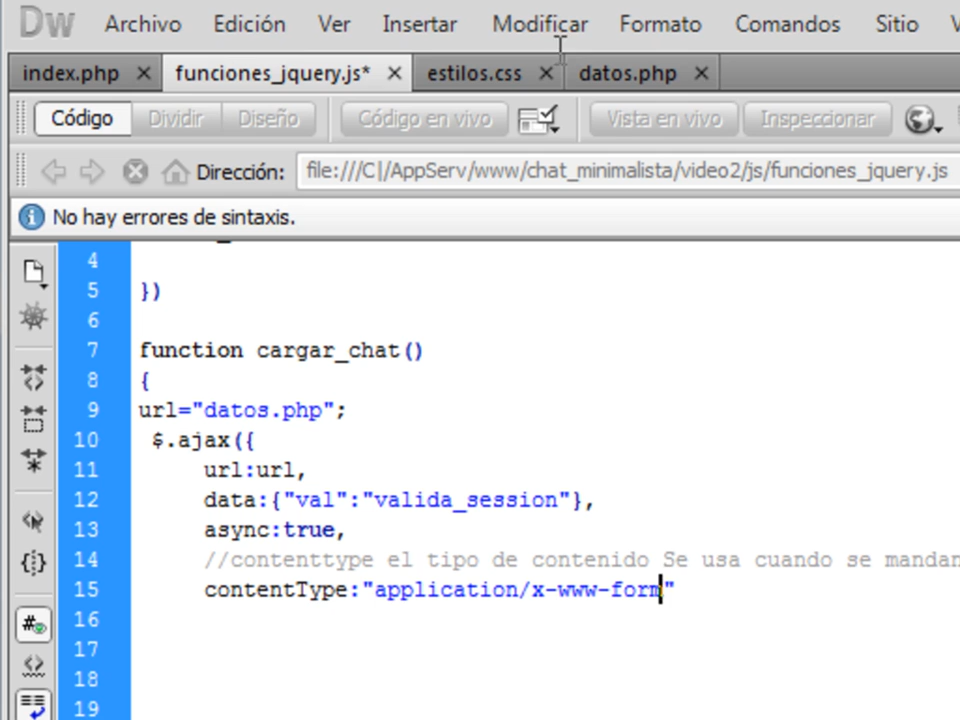 Dw Archivo Edición Ver Insertar Modificar Formato Comandos Sitio V
index.php funciones_jquery.js* estilos.css datos.php
Código Dividir Diseño Código en vivo Vista en vivo Inspeccionar
Dirección: file:///C|/AppServ/www/chat_minimalista/video2/js/funciones_jquery.js
No hay errores de sintaxis.
4
5 })
6
7 function cargar_chat()
8 {
9 url="datos.php";
10 $.ajax({
11 url:url,
12 data:{"val":"valida_session"},
13 async:true,
14 //contenttype el tipo de contenido Se usa cuando se mandan
15 contentType:"application/x-www-form"
16
17
18
19